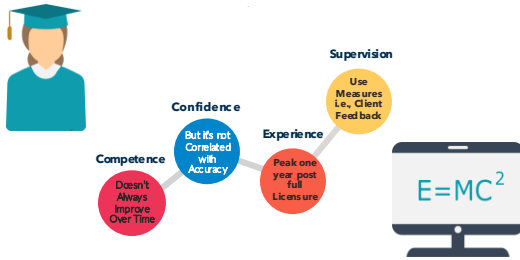 Supervision
Use
Measures
i.e., Client
Feedback
Confidence
But it's not
Correlated
with
Accuracy
Experience
Peak one
year post
full
Licensure
Competence
Doesn't
Always
Improve
Over Time
E=MC2